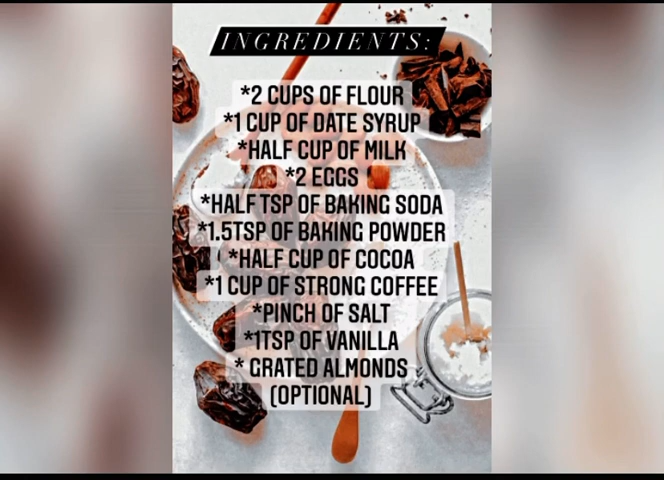 INGREDIENTS:
*2 CUPS OF FLOUR
*1 CUP OF DATE SYRUP
*HALF CUP OF MILK
*2 EGGS
*HALF TSP OF BAKING SODA
*1.5TSP OF BAKING POWDER
*HALF CUP OF COCOA
*1 CUP OF STRONG COFFEE
*PINCH OF SALT
*1TSP OF VANILLA
* GRATED ALMONDS
(OPTIONAL)